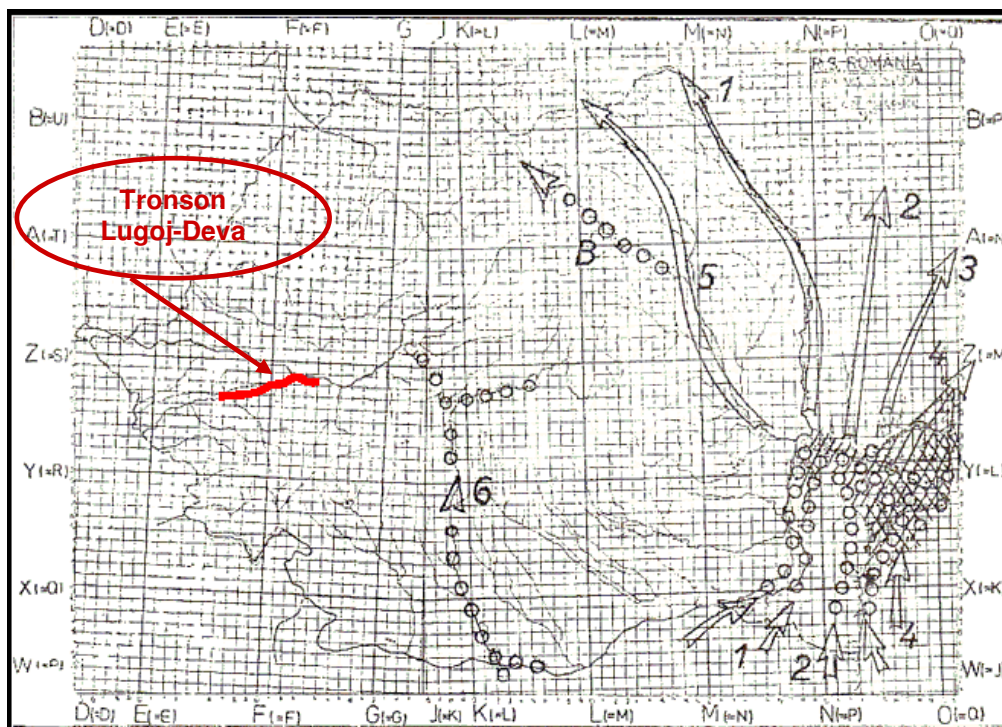 D(=D) E(=E) F(=F) G J K(=L) L(=M) M(=N) N(=P) O(=Q)
P.S. ROMANIA
1
B(=U) B(=P)
Tronson
Lugoj-Deva
2
A(=T) A(=N)
B 5 3
Z(=S) Z(=M)
4
Y(=R) Y(=L)
6
X(=Q) X(=K)
1 2 4
W(=P) W(=J)
D(=D) E(=E) F(=F) G(=G) J(=K) K(=L) L(=M) M(=N) N(=P) O(=Q)